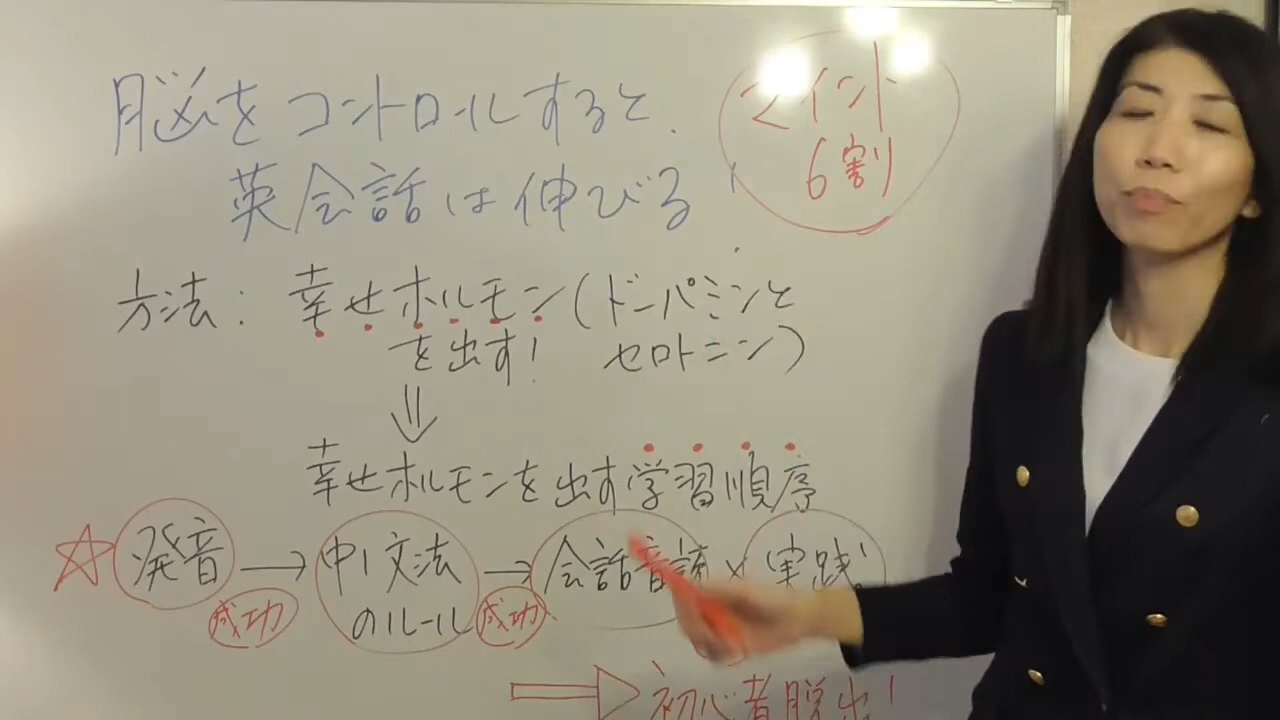 脳をコントロールすると、
英会話は伸びる
マインド
6割
方法：幸せホルモン(ドーパミンと
を出す！ セロトニン)
⇓
幸せホルモンを出す学習順序
☆発音→中1文法→会話音読×実践
成功 のルール 成功
⇒初心者脱出！